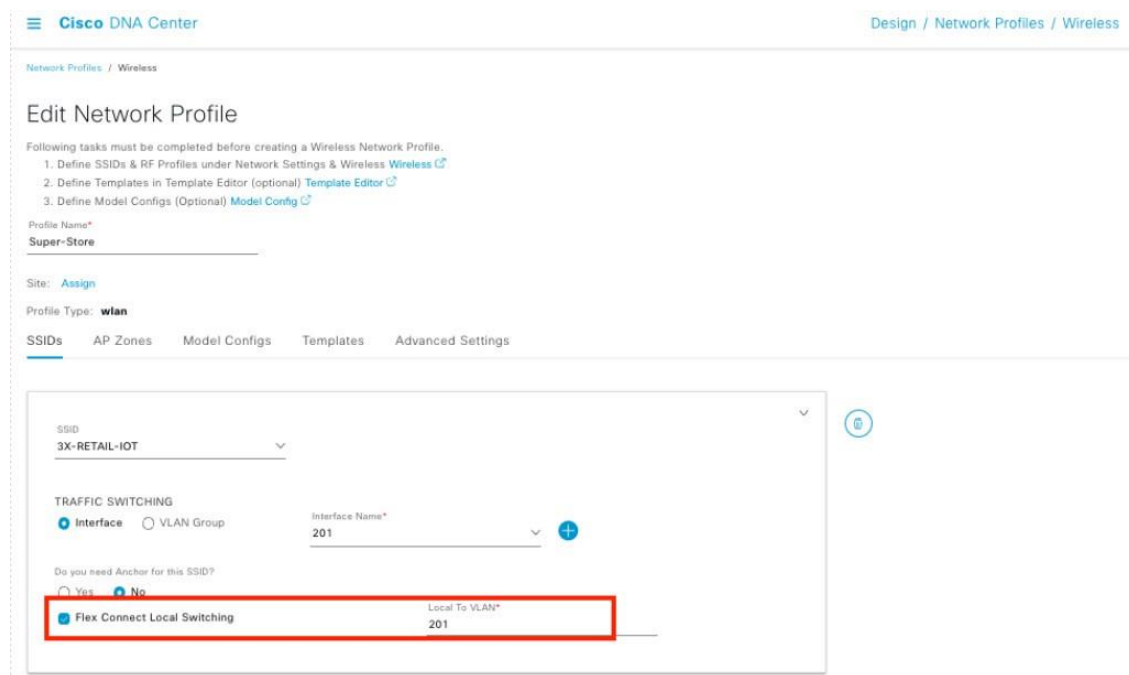 Cisco DNA Center
Design / Network Profiles / Wireless
Network Profiles / Wireless
Edit Network Profile
Following tasks must be completed before creating a Wireless Network Profile.
1. Define SSIDs & RF Profiles under Network Settings & Wireless Wireless
2. Define Templates in Template Editor (optional) Template Editor
3. Define Model Configs (Optional) Model Config
Profile Name*
Super-Store
Site: Assign
Profile Type: wlan
SSIDs AP Zones Model Configs Templates Advanced Settings
SSID
3X-RETAIL-IOT
TRAFFIC SWITCHING
Interface VLAN Group
Interface Name*
201
Do you need Anchor for this SSID?
Yes No
Flex Connect Local Switching
Local To VLAN*
201